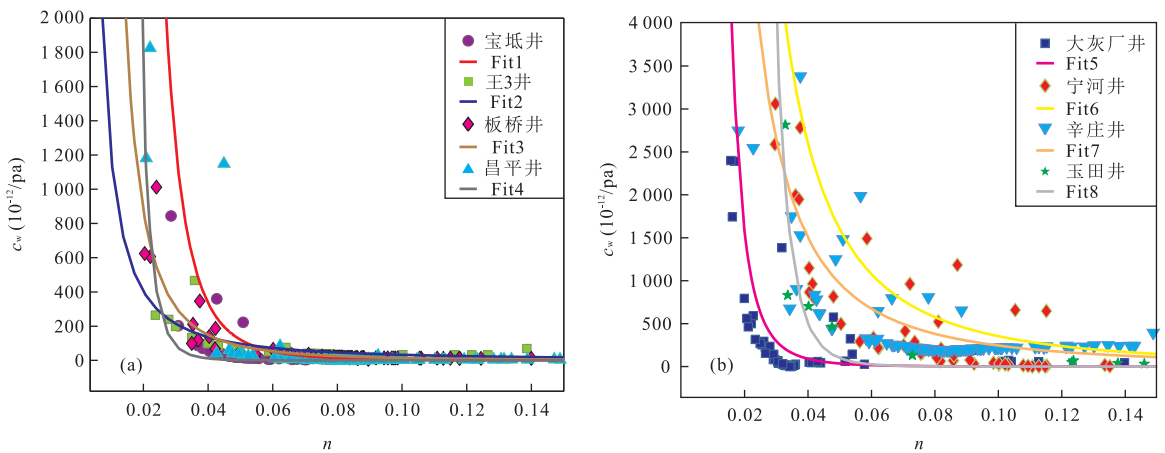 2 000
1 800
1 600
1 400
1 200
1 000
800
600
400
200
0
c_w (10^-12/pa)
宝坻井
Fit1
王3井
Fit2
板桥井
Fit3
昌平井
Fit4
(a)
0.02 0.04 0.06 0.08 0.10 0.12 0.14
n
4 000
3 500
3 000
2 500
2 000
1 500
1 000
500
0
c_w (10^-12/pa)
大灰厂井
Fit5
宁河井
Fit6
辛庄井
Fit7
玉田井
Fit8
(b)
0.02 0.04 0.06 0.08 0.10 0.12 0.14
n